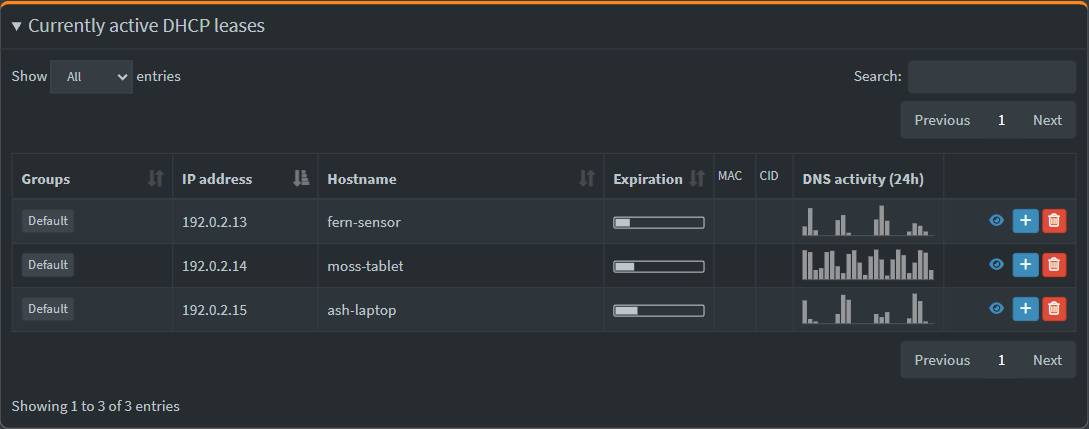 Currently active DHCP leases
Show All entries Search:
Previous 1 Next
Groups IP address Hostname Expiration MAC CID DNS activity (24h)
Default 192.0.2.13 fern-sensor
Default 192.0.2.14 moss-tablet
Default 192.0.2.15 ash-laptop
Previous 1 Next
Showing 1 to 3 of 3 entries